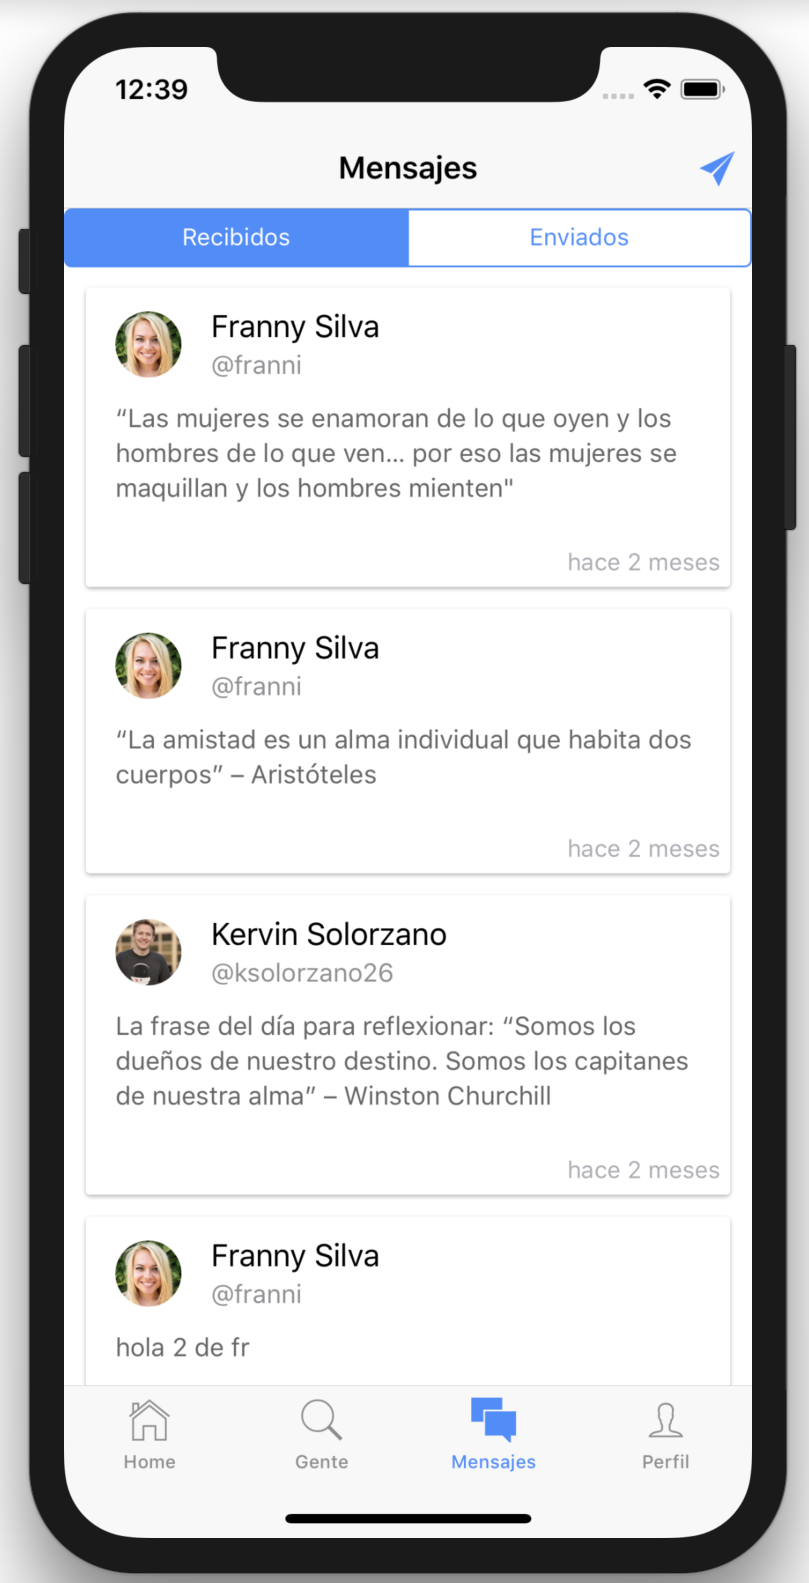 12:39
Mensajes
Recibidos
Enviados
Franny Silva
@franni
“Las mujeres se enamoran de lo que oyen y los
hombres de lo que ven... por eso las mujeres se
maquillan y los hombres mienten"
hace 2 meses
Franny Silva
@franni
“La amistad es un alma individual que habita dos
cuerpos” – Aristóteles
hace 2 meses
Kervin Solorzano
@ksolorzano26
La frase del día para reflexionar: “Somos los
dueños de nuestro destino. Somos los capitanes
de nuestra alma” – Winston Churchill
hace 2 meses
Franny Silva
@franni
hola 2 de fr
Home
Gente
Mensajes
Perfil